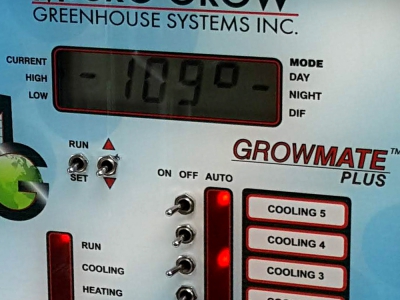 GROW
GREENHOUSE SYSTEMS INC.
CURRENT
HIGH
LOW
-109°-
MODE
DAY
NIGHT
DIF
RUN
SET
GROWMATE™
PLUS
ON OFF AUTO
COOLING 5
COOLING 4
COOLING 3
RUN
COOLING
HEATING